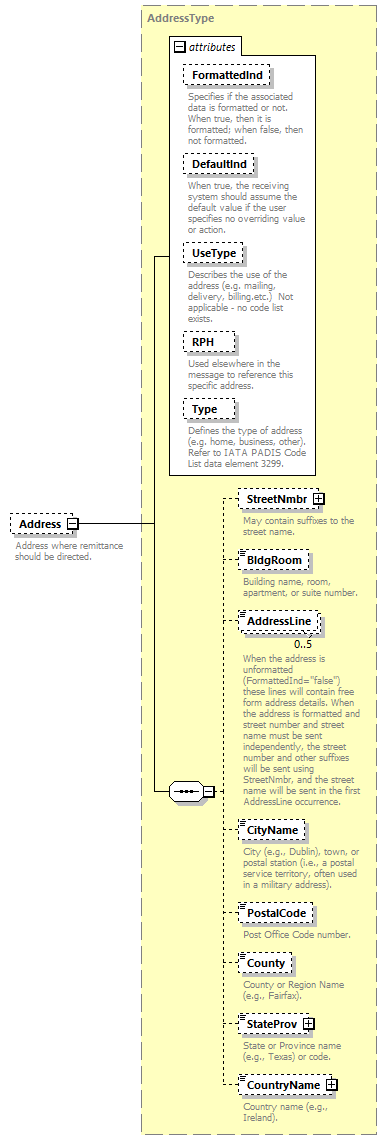 AddressType
attributes
FormattedInd
Specifies if the associated
data is formatted or not.
When true, then it is
formatted; when false, then
not formatted.
DefaultInd
When true, the receiving
system should assume the
default value if the user
specifies no overriding value
or action.
UseType
Describes the use of the
address (e.g. mailing,
delivery, billing,etc.)  Not
applicable - no code list
exists.
RPH
Used elsewhere in the
message to reference this
specific address.
Type
Defines the type of address
(e.g. home, business, other).
Refer to IATA PADIS Code
List data element 3299.
Address
Address where remittance
should be directed.
StreetNmbr
May contain suffixes to the
street name.
BldgRoom
Building name, room,
apartment, or suite number.
AddressLine
0..5
When the address is
unformatted
(FormattedInd="false")
these lines will contain free
form address details. When
the address is formatted and
street number and street
name must be sent
independently, the street
number and other suffixes
will be sent using
StreetNmbr, and the street
name will be sent in the first
AddressLine occurrence.
CityName
City (e.g., Dublin), town, or
postal station (i.e., a postal
service territory, often used
in a military address).
PostalCode
Post Office Code number.
County
County or Region Name
(e.g., Fairfax).
StateProv
State or Province name
(e.g., Texas) or code.
CountryName
Country name (e.g.,
Ireland).